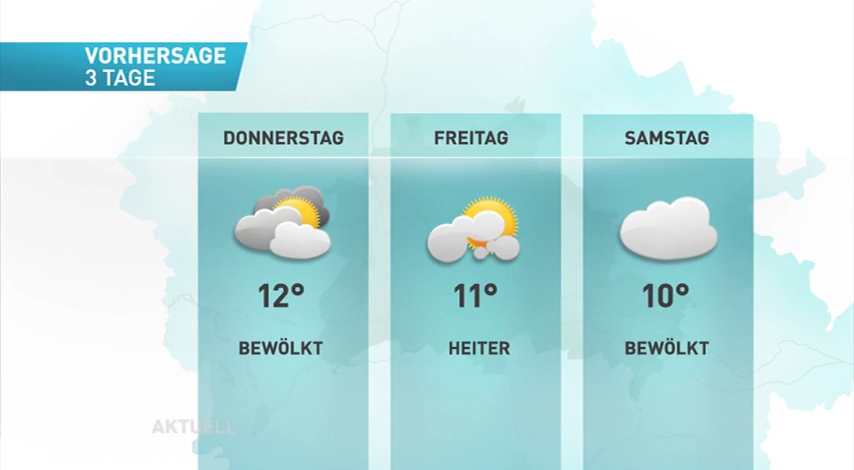 VORHERSAGE
3 TAGE
DONNERSTAG
FREITAG
SAMSTAG
12°
11°
10°
BEWÖLKT
HEITER
BEWÖLKT
AKTUELL